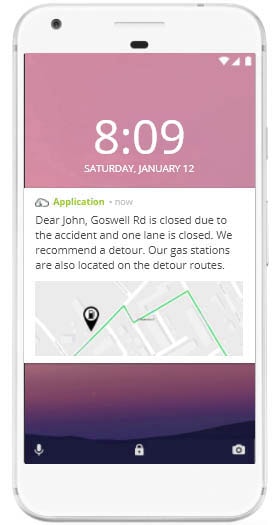 8:09
SATURDAY, JANUARY 12
Application • now
Dear John, Goswell Rd is closed due to
the accident and one lane is closed. We
recommend a detour. Our gas stations
are also located on the detour routes.